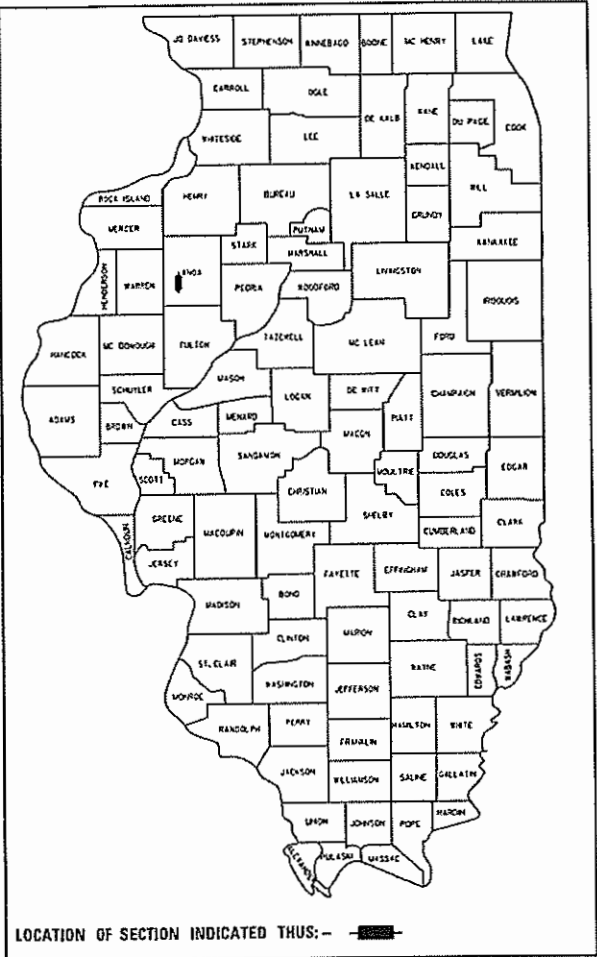 JO DAVIESS STEPHENSON WINNEBAGO BOONE MC HENRY LAKE
CARROLL OGLE DE KALB KANE DU PAGE COOK
WHITESIDE LEE
KENDALL WILL
ROCK ISLAND HENRY BUREAU LA SALLE GRUNDY
MERCER STARK PUTNAM KANKAKEE
MARSHALL
HENDERSON WARREN KNOX PEORIA WOODFORD LIVINGSTON IROQUOIS
HANCOCK MC DONOUGH FULTON TAZEWELL MC LEAN FORD
MASON
SCHUYLER LOGAN DE WITT CHAMPAIGN VERMILION
ADAMS BROWN CASS MENARD MACON PIATT
MORGAN SANGAMON DOUGLAS EDGAR
PIKE SCOTT CHRISTIAN MOULTRIE COLES
GREENE MACOUPIN SHELBY CLARK
CALHOUN JERSEY MONTGOMERY CUMBERLAND
FAYETTE EFFINGHAM JASPER CRAWFORD
MADISON BOND CLAY RICHLAND LAWRENCE
CLINTON MARION
ST. CLAIR WAYNE EDWARDS WABASH
MONROE WASHINGTON JEFFERSON
RANDOLPH PERRY HAMILTON WHITE
FRANKLIN
JACKSON WILLIAMSON SALINE GALLATIN
UNION JOHNSON POPE HARDIN
ALEXANDER PULASKI MASSAC
LOCATION OF SECTION INDICATED THUS:-